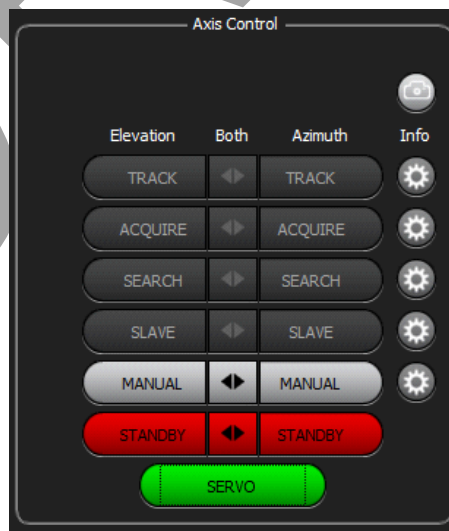 Axis Control
Elevation Both Azimuth Info
TRACK TRACK
ACQUIRE ACQUIRE
SEARCH SEARCH
SLAVE SLAVE
MANUAL MANUAL
STANDBY STANDBY
SERVO